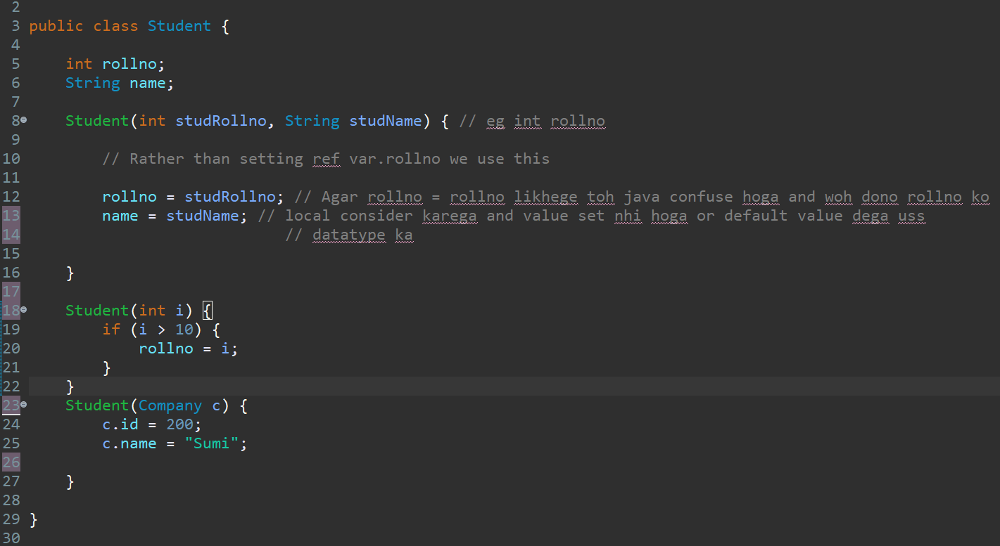 2
3 public class Student {
4
5 int rollno;
6 String name;
7
8 Student(int studRollno, String studName) { // eg int rollno
9
10 // Rather than setting ref var.rollno we use this
11
12 rollno = studRollno; // Agar rollno = rollno likhege toh java confuse hoga and woh dono rollno ko
13 name = studName; // local consider karega and value set nhi hoga or default value dega uss
14 // datatype ka
15
16 }
17
18 Student(int i) {
19 if (i > 10) {
20 rollno = i;
21 }
22 }
23 Student(Company c) {
24 c.id = 200;
25 c.name = "Sumi";
26
27 }
28
29 }
30